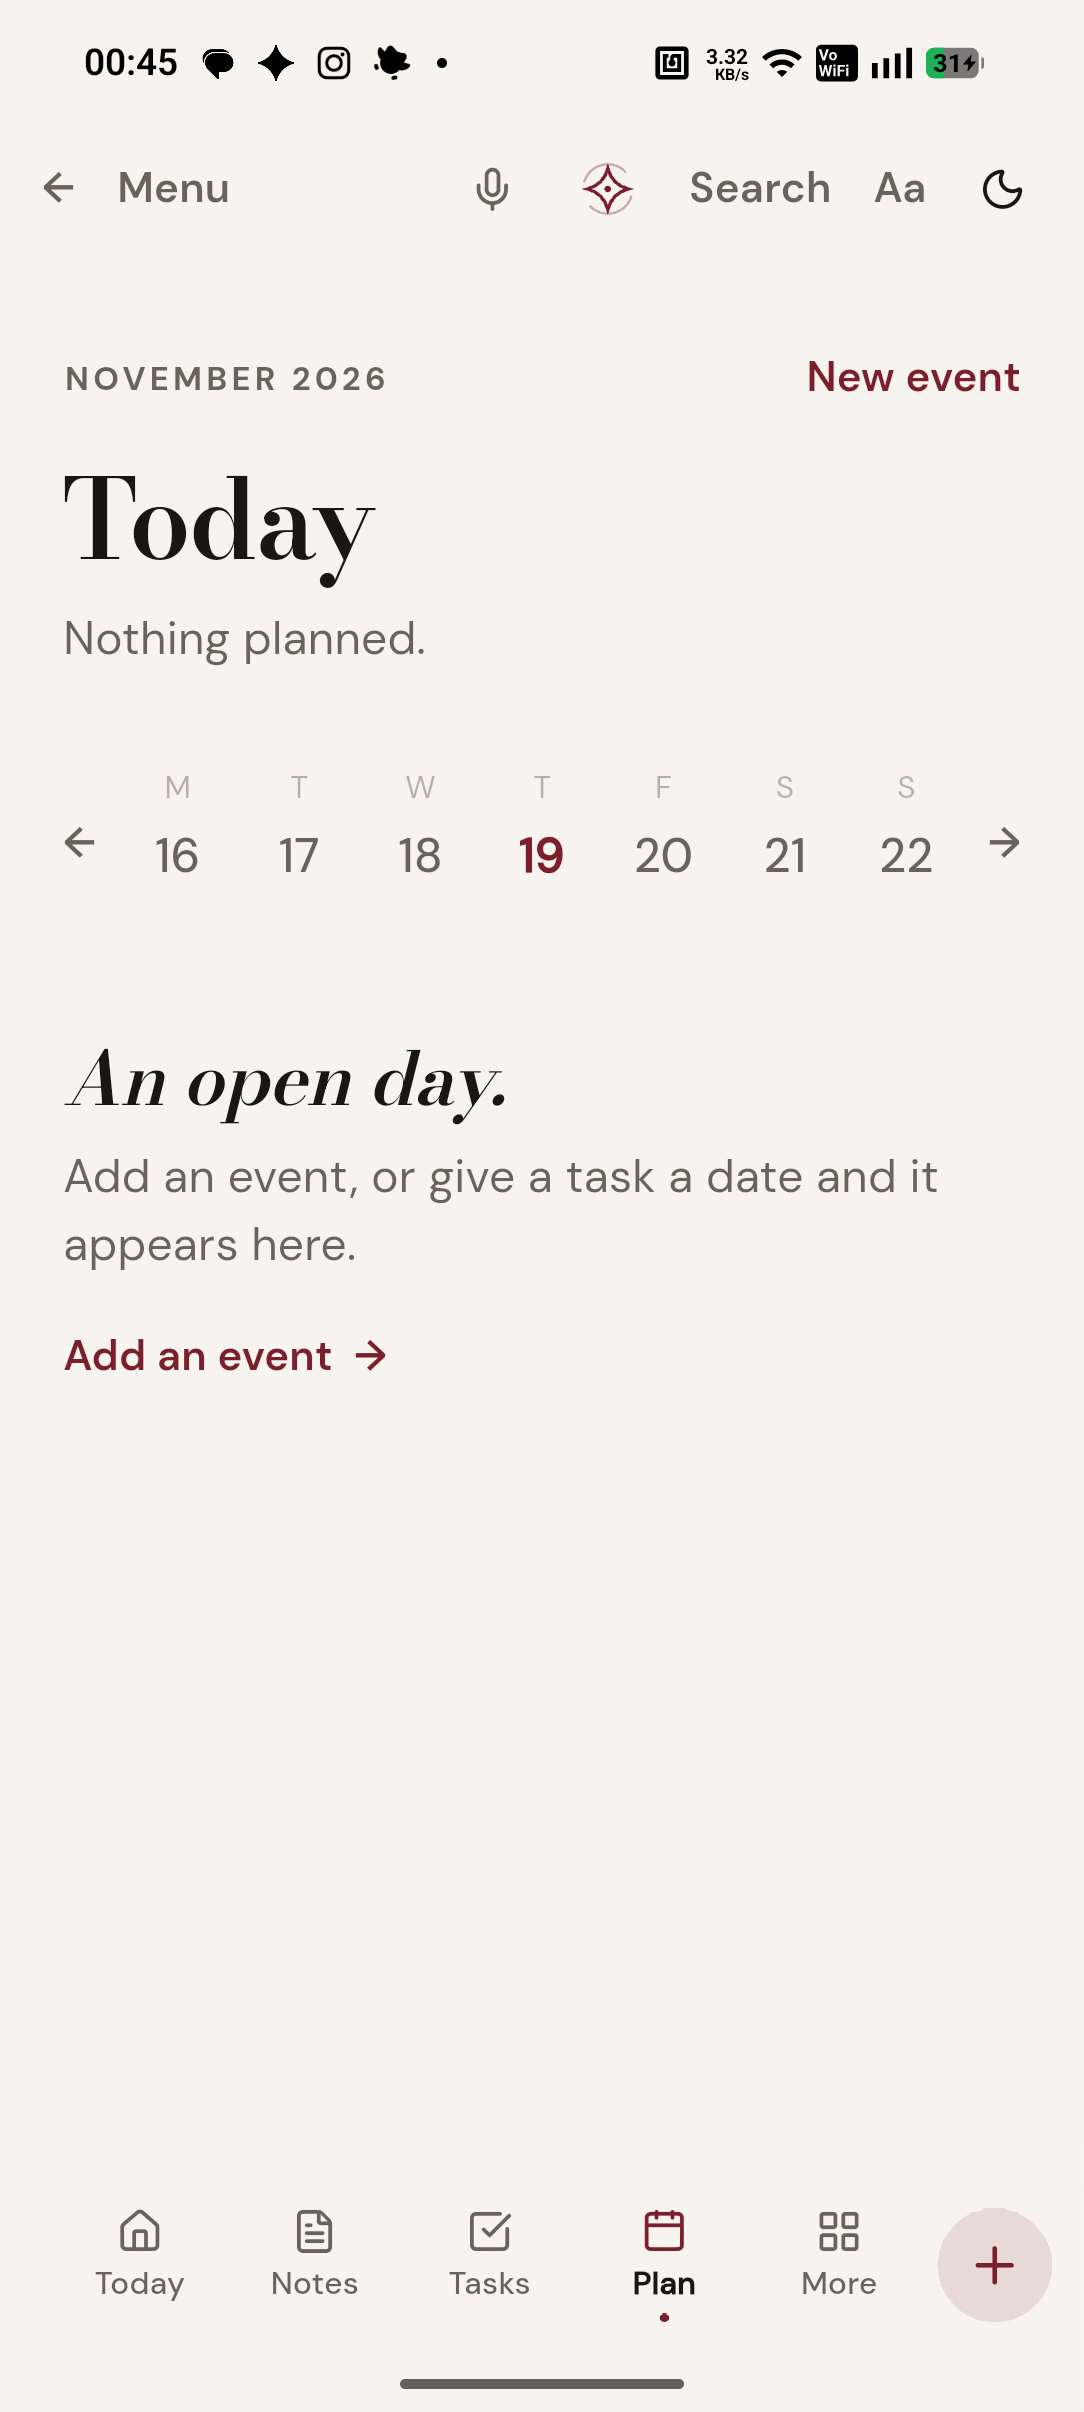 00:45
3.32
KB/s
Vo
WiFi
31
Menu
Search
Aa
NOVEMBER 2026
New event
Today
Nothing planned.
M T W T F S S
16 17 18 19 20 21 22
An open day.
Add an event, or give a task a date and it
appears here.
Add an event
Today
Notes
Tasks
Plan
More